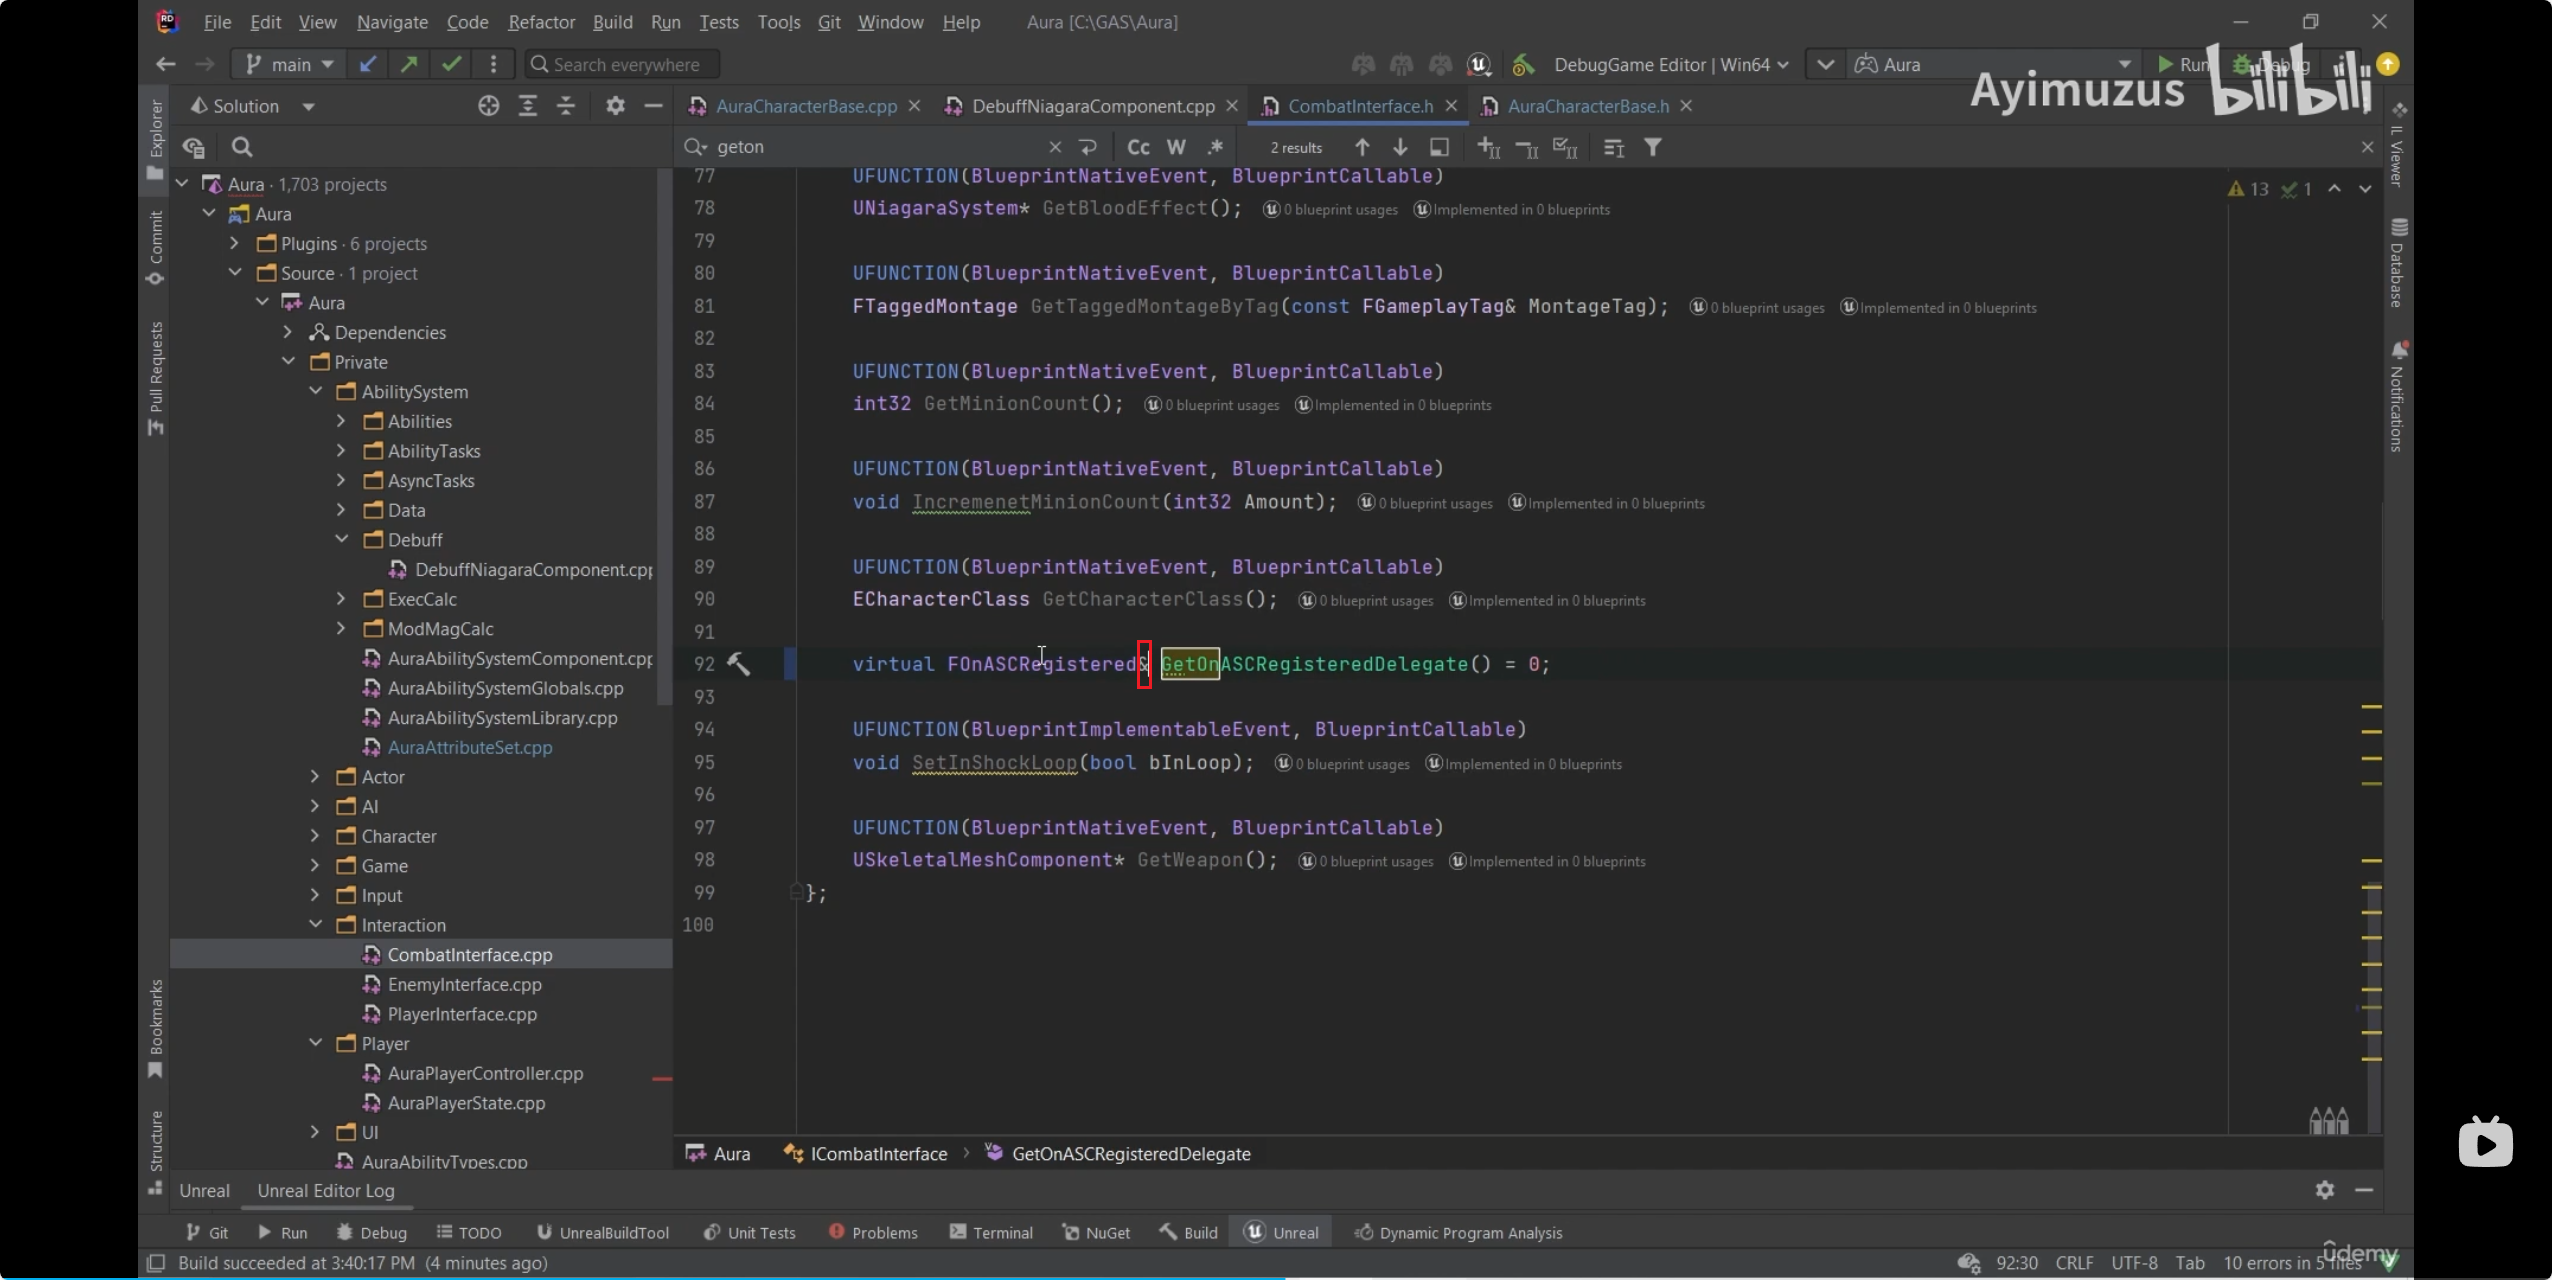 File Edit View Navigate Code Refactor Build Run Tests Tools Git Window Help Aura [C:\GAS\Aura]
main Search everywhere DebugGame Editor | Win64 Aura Run Debug
Ayimuzus bilibili
Solution AuraCharacterBase.cpp DebuffNiagaraComponent.cpp CombatInterface.h AuraCharacterBase.h
geton Cc W .* 2 results
Explorer
Commit
Pull Requests
Bookmarks
Structure
Aura · 1,703 projects
Aura
Plugins · 6 projects
Source · 1 project
Aura
Dependencies
Private
AbilitySystem
Abilities
AbilityTasks
AsyncTasks
Data
Debuff
DebuffNiagaraComponent.cpp
ExecCalc
ModMagCalc
AuraAbilitySystemComponent.cpp
AuraAbilitySystemGlobals.cpp
AuraAbilitySystemLibrary.cpp
AuraAttributeSet.cpp
Actor
AI
Character
Game
Input
Interaction
CombatInterface.cpp
EnemyInterface.cpp
PlayerInterface.cpp
Player
AuraPlayerController.cpp
AuraPlayerState.cpp
UI
AuraAbilityTypes.cpp
13 1
77 UFUNCTION(BlueprintNativeEvent, BlueprintCallable)
78 UNiagaraSystem* GetBloodEffect(); 0 blueprint usages Implemented in 0 blueprints
79
80 UFUNCTION(BlueprintNativeEvent, BlueprintCallable)
81 FTaggedMontage GetTaggedMontageByTag(const FGameplayTag& MontageTag); 0 blueprint usages Implemented in 0 blueprints
82
83 UFUNCTION(BlueprintNativeEvent, BlueprintCallable)
84 int32 GetMinionCount(); 0 blueprint usages Implemented in 0 blueprints
85
86 UFUNCTION(BlueprintNativeEvent, BlueprintCallable)
87 void IncremenetMinionCount(int32 Amount); 0 blueprint usages Implemented in 0 blueprints
88
89 UFUNCTION(BlueprintNativeEvent, BlueprintCallable)
90 ECharacterClass GetCharacterClass(); 0 blueprint usages Implemented in 0 blueprints
91
92 virtual FOnASCRegistered& GetOnASCRegisteredDelegate() = 0;
93
94 UFUNCTION(BlueprintImplementableEvent, BlueprintCallable)
95 void SetInShockLoop(bool bInLoop); 0 blueprint usages Implemented in 0 blueprints
96
97 UFUNCTION(BlueprintNativeEvent, BlueprintCallable)
98 USkeletalMeshComponent* GetWeapon(); 0 blueprint usages Implemented in 0 blueprints
99 };
100
IL Viewer
Database
Notifications
Aura ICombatInterface > GetOnASCRegisteredDelegate
Unreal Unreal Editor Log
Git Run Debug TODO UnrealBuildTool Unit Tests Problems Terminal NuGet Build Unreal Dynamic Program Analysis
Build succeeded at 3:40:17 PM (4 minutes ago) 92:30 CRLF UTF-8 Tab 10 errors in 5 files
udemy